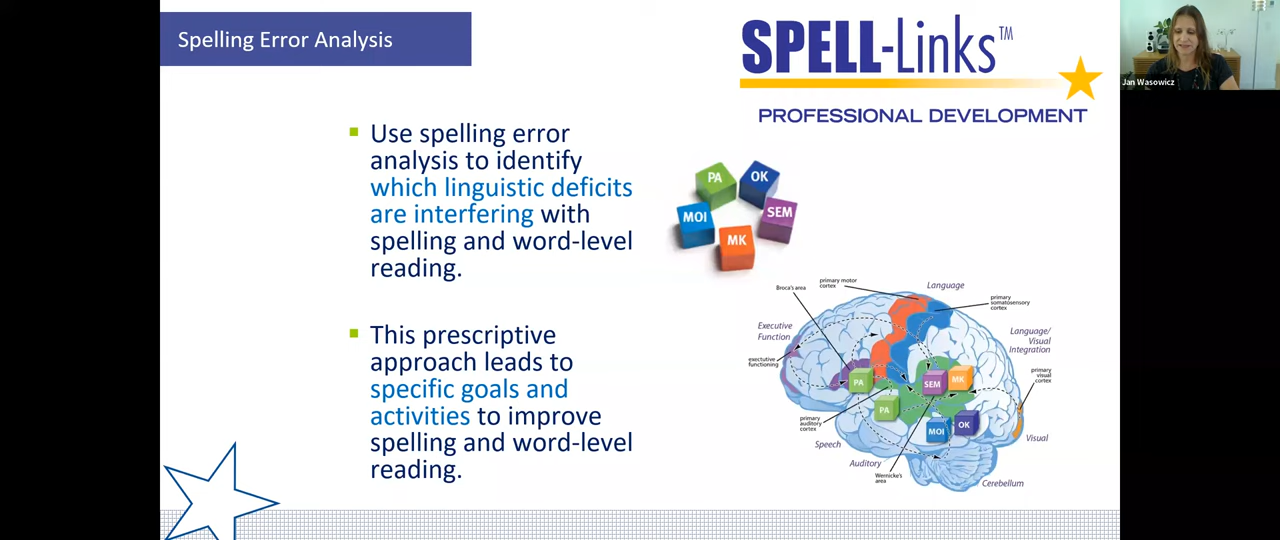 Spelling Error Analysis
SPELL-Links™
PROFESSIONAL DEVELOPMENT
Jan Wasowicz
Use spelling error
analysis to identify
which linguistic deficits
are interfering with
spelling and word-level
reading.
This prescriptive
approach leads to
specific goals and
activities to improve
spelling and word-level
reading.
PA
OK
MOI
SEM
MK
primary motor
cortex
Language
Broca's area
primary
somatosensory
cortex
Executive
Function
Language/
Visual
Integration
exectutive
functioning
primary
visual
cortex
PA
SEM
MK
PA
OK
MOI
primary
auditory
cortex
Speech
Visual
Auditory
Wernicke's
area
Cerebellum